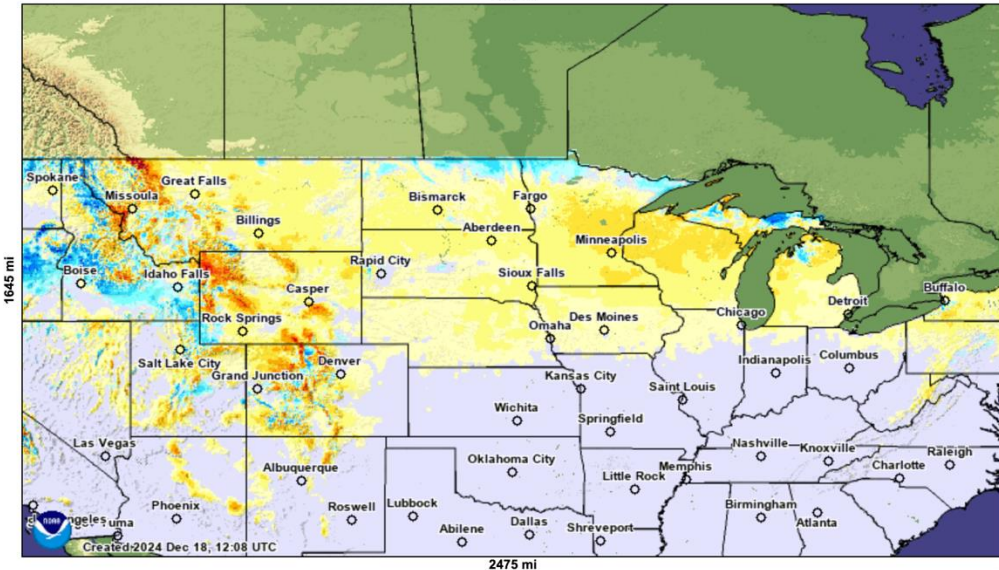 Spokane
Great Falls
Missoula
Bismarck
Fargo
Billings
Aberdeen
Minneapolis
Boise
Idaho Falls
Rapid City
Sioux Falls
Casper
Buffalo
Detroit
Rock Springs
Omaha
Des Moines
Chicago
Salt Lake City
Denver
Indianapolis
Columbus
Grand Junction
Kansas City
Saint Louis
Wichita
Springfield
Las Vegas
Nashville
Knoxville
Raleigh
Albuquerque
Oklahoma City
Memphis
Charlotte
Little Rock
Phoenix
Roswell
Lubbock
Birmingham
Atlanta
Abilene
Dallas
Shreveport
NOAA
Created 2024 Dec 18, 12:08 UTC
1645 mi
2475 mi